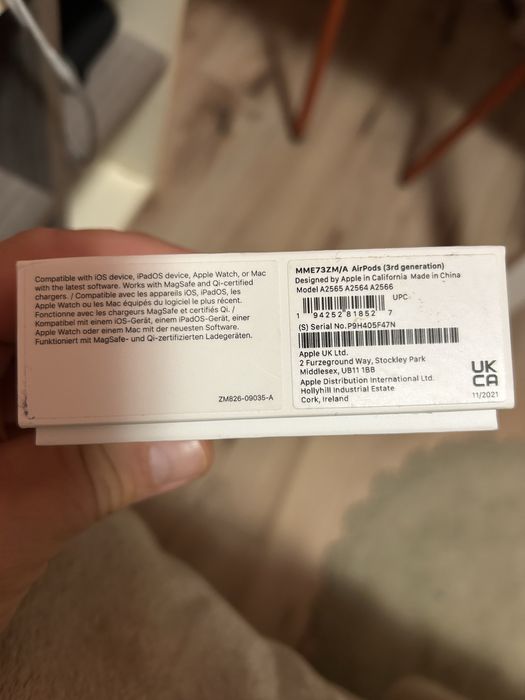 Compatible with iOS device, iPadOS device, Apple Watch, or Mac
with the latest software. Works with MagSafe and Qi-certified
chargers. / Compatible avec les appareils iOS, iPadOS, les
Apple Watch ou les Mac équipés du logiciel le plus récent.
Fonctionne avec les chargeurs MagSafe et certifiés Qi. /
Kompatibel mit einem iOS-Gerät, einem iPadOS-Gerät, einer
Apple Watch oder einem Mac mit der neuesten Software.
Funktioniert mit MagSafe- und Qi-zertifizierten Ladegeräten.
ZM826-09035-A
MME73ZM/A AirPods (3rd generation)
Designed by Apple in California Made in China
Model A2565 A2564 A2566
UPC
1 94252 81852 7
(S) Serial No. P9H405F47N
Apple UK Ltd.
2 Furzeground Way, Stockley Park
Middlesex, UB11 1BB
Apple Distribution International Ltd.
Hollyhill Industrial Estate
Cork, Ireland
UK
CA
11/2021